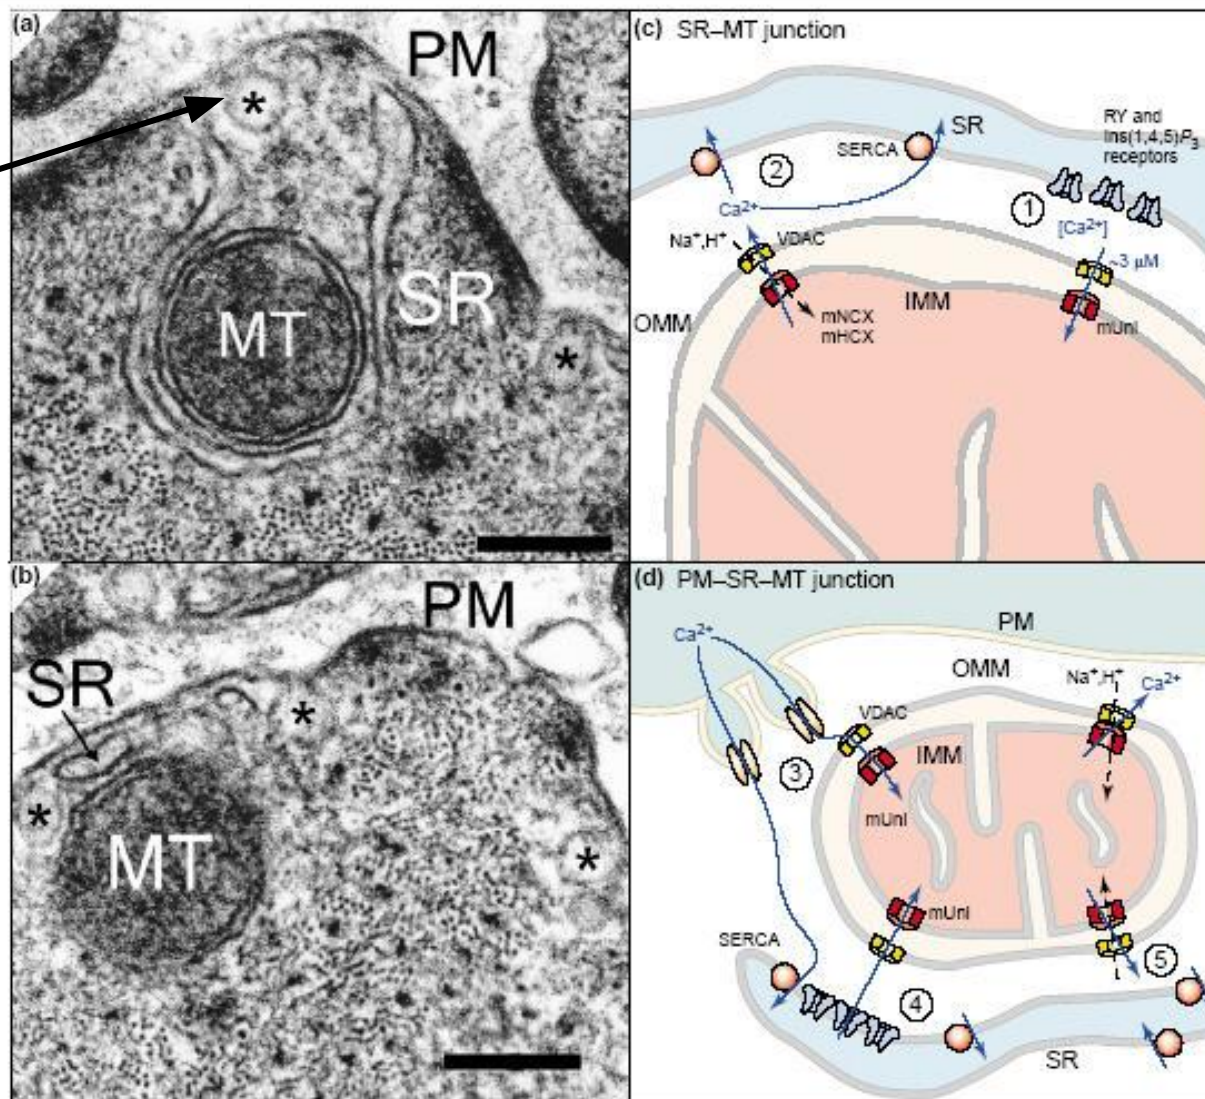 (a)
PM
*
SR
MT
*
(b)
PM
SR
*
*
MT
*
(c) SR–MT junction
RY and
Ins(1,4,5)P3
receptors
SR
SERCA
2
1
Ca2+
[Ca2+]
Na+,H+
VDAC
~3 µM
IMM
OMM
mNCX
mHCX
mUni
(d) PM–SR–MT junction
PM
Ca2+
OMM
Na+,H+
Ca2+
VDAC
IMM
3
mUni
mUni
SERCA
4
5
SR